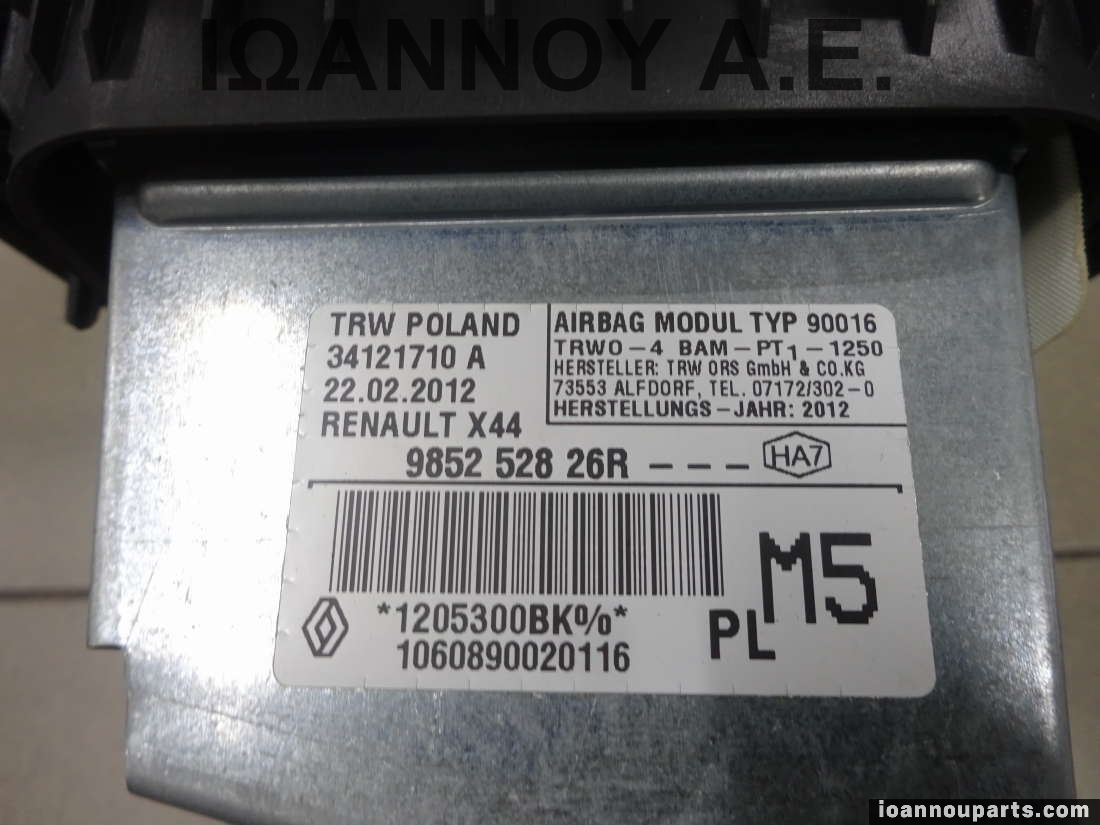 ΙΩΑΝΝΟΥ Α.Ε.
TRW POLAND
34121710 A
22.02.2012
RENAULT X44
AIRBAG MODUL TYP 90016
TRWO-4 BAM-PT1-1250
HERSTELLER: TRW ORS GmbH & CO.KG
73553 ALFDORF, TEL. 07172/302-0
HERSTELLUNGS-JAHR: 2012
9852 528 26R --- HA7
M5
*1205300BK%*
PL
1060890020116
ioannouparts.com